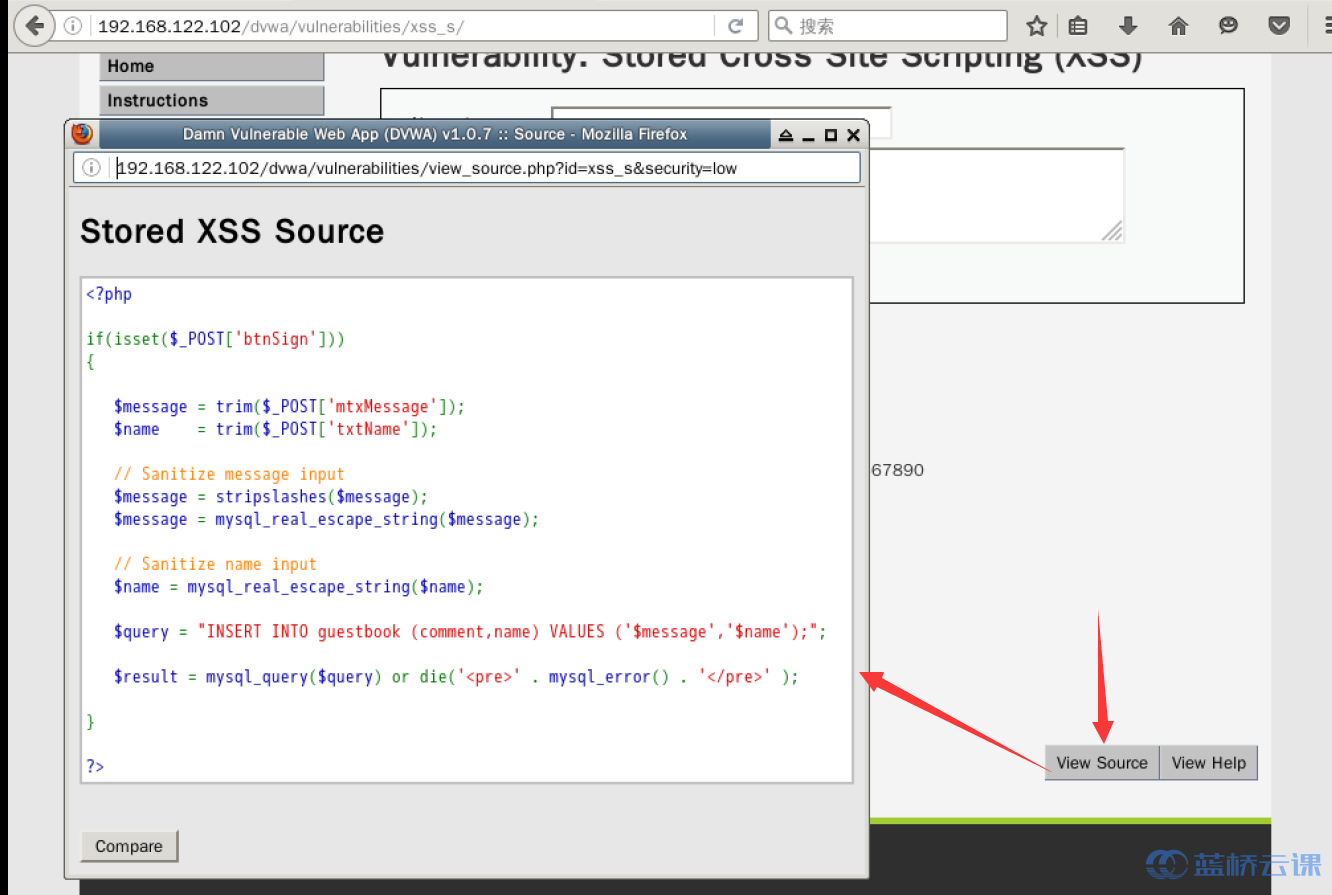 192.168.122.102/dvwa/vulnerabilities/xss_s/
搜索
Vulnerability: Stored Cross Site Scripting (XSS)
Home
Instructions
Damn Vulnerable Web App (DVWA) v1.0.7 :: Source - Mozilla Firefox
192.168.122.102/dvwa/vulnerabilities/view_source.php?id=xss_s&security=low
Stored XSS Source
<?php
if(isset($_POST['btnSign']))
{
$message = trim($_POST['mtxMessage']);
$name    = trim($_POST['txtName']);
// Sanitize message input
$message = stripslashes($message);
$message = mysql_real_escape_string($message);
// Sanitize name input
$name = mysql_real_escape_string($name);
$query = "INSERT INTO guestbook (comment,name) VALUES ('$message','$name');";
$result = mysql_query($query) or die('<pre>' . mysql_error() . '</pre>' );
}
?>
Compare
67890
View Source View Help
蓝桥云课